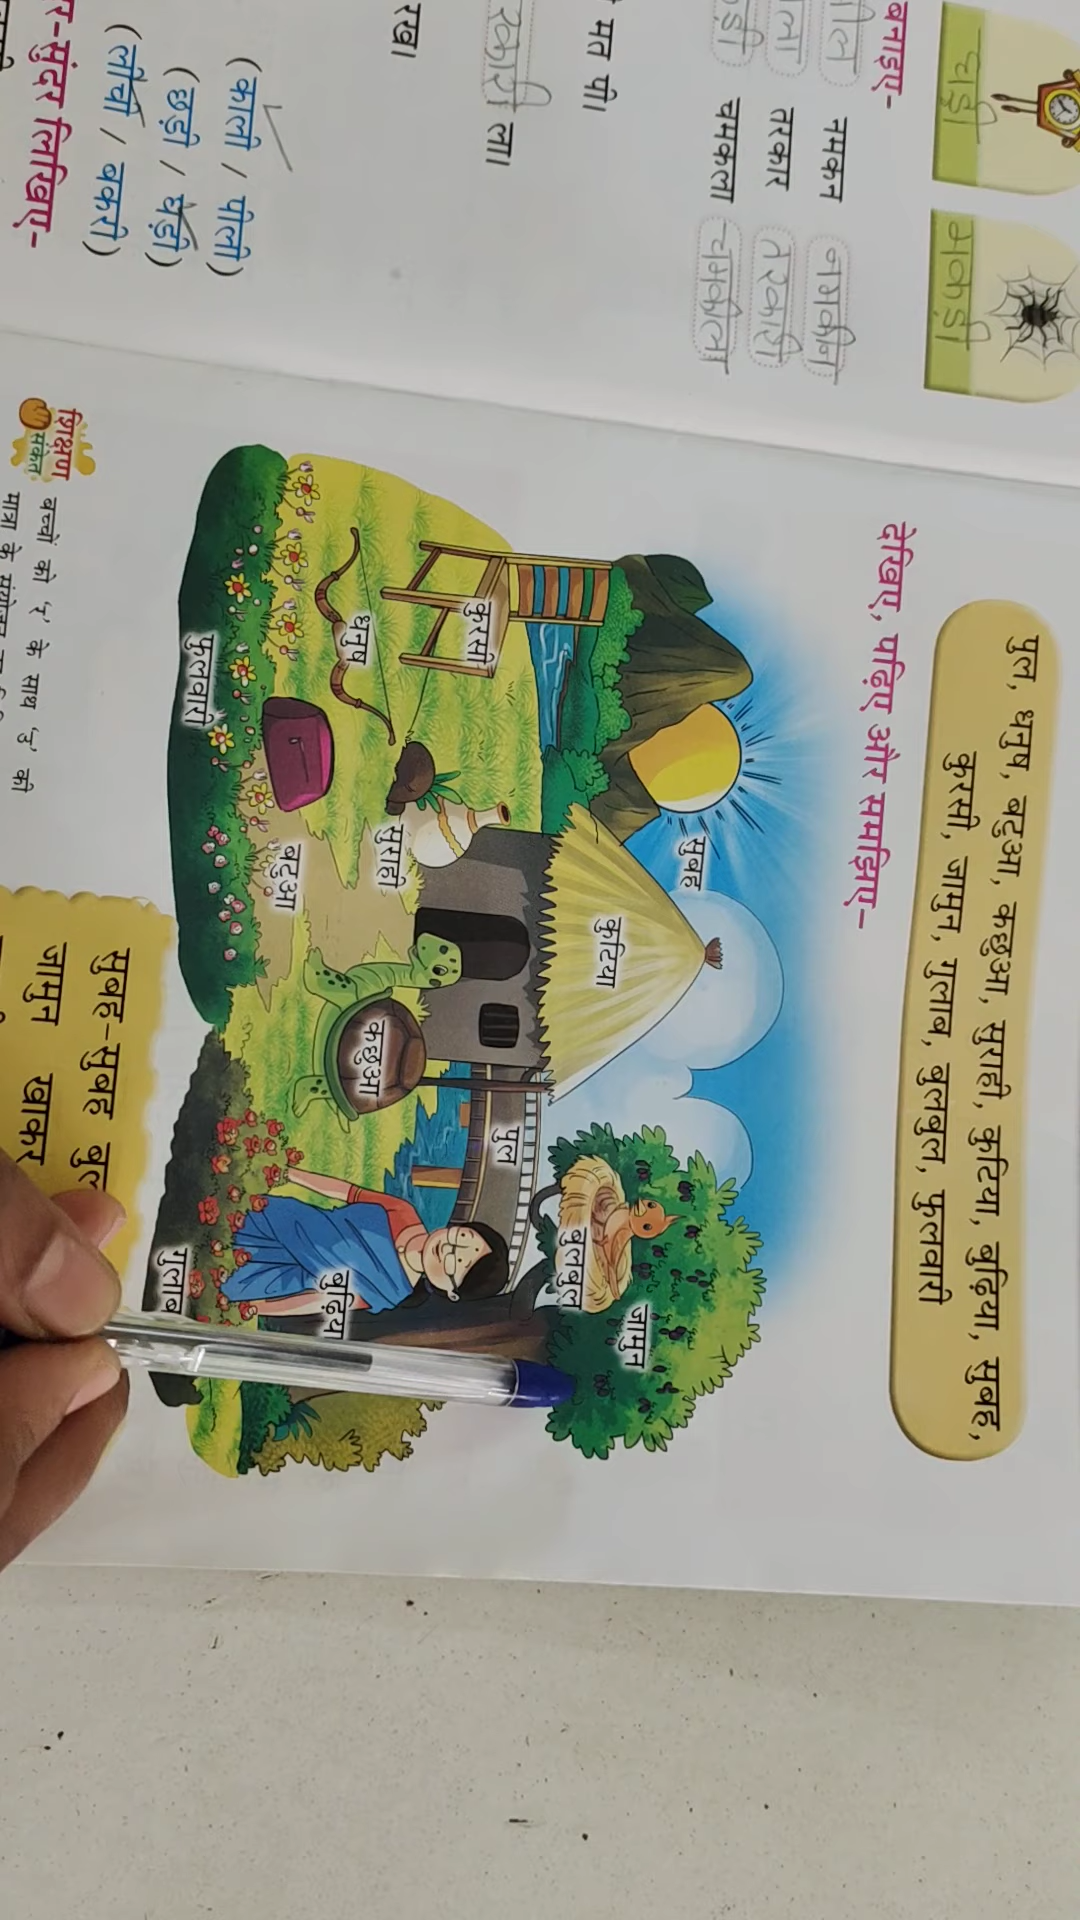 बनाइए-
घड़ी
मकड़ी
नमकन
नमकीन
तरकार
तरकारी
चमकला
चमकीला
मत पी।
ला।
रखा।
(काली / पीली)
(छड़ी / घड़ी)
(लीची / बकरी)
सुंदर लिखिए-
पुल, धनुष, बटुआ, कछुआ, सुराही, कुटिया, बुढ़िया, सुबह,
कुरसी, जामुन, गुलाब, बुलबुल, फुलवारी
देखिए, पढ़िए और समझिए-
सुबह
कुटिया
जामुन
बुलबुल
पुल
कुरसी
सुराही
कछुआ
धनुष
बुढ़िया
बटुआ
फुलवारी
गुलाब
सुबह-सुबह
जामुन खाकर
शिक्षण
संकेत
बच्चों को 'र' के साथ 'उ' की
मात्रा के